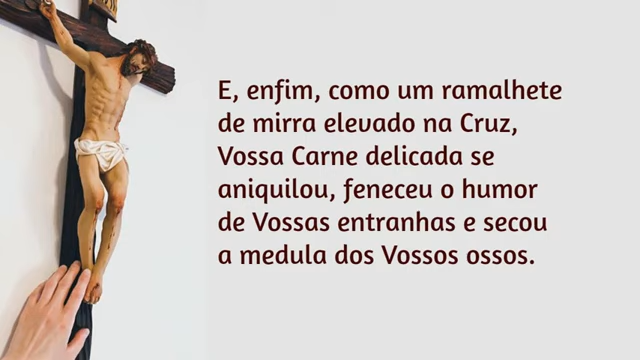 E, enfim, como um ramalhete
de mirra elevado na Cruz,
Vossa Carne delicada se
aniquilou, feneceu o humor
de Vossas entranhas e secou
a medula dos Vossos ossos.